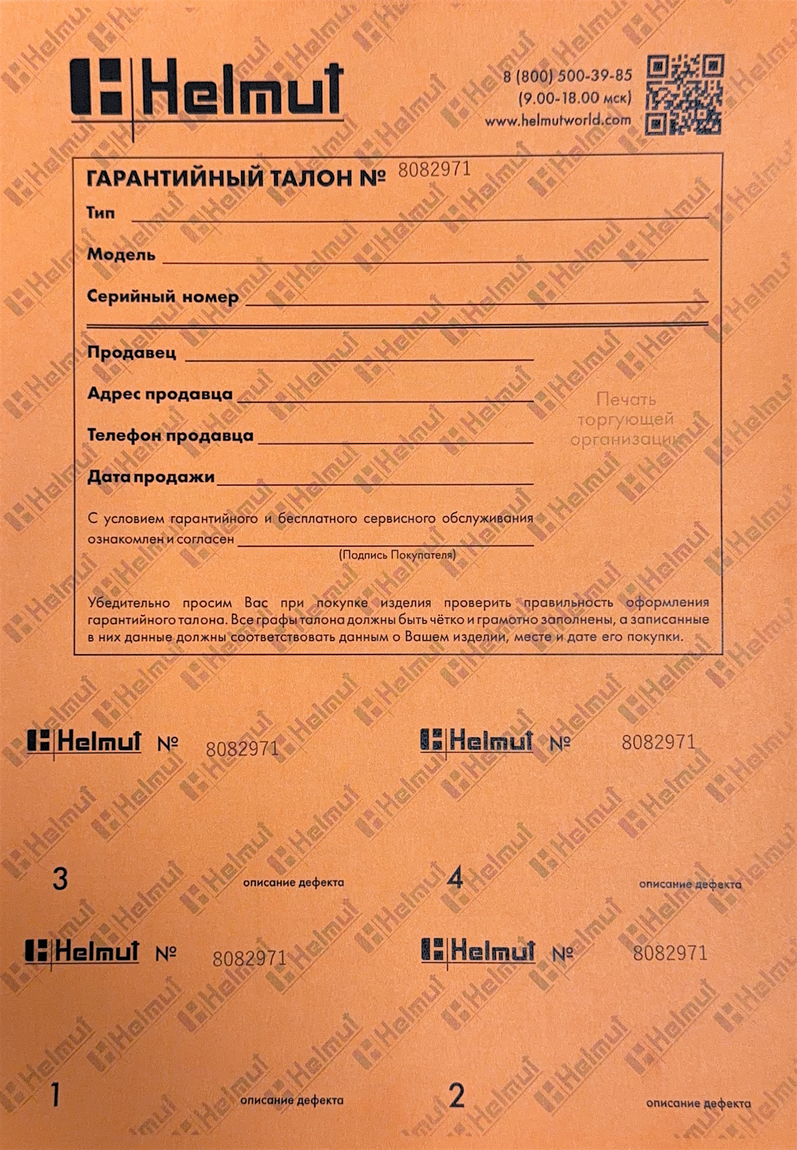 Helmut
8 (800) 500-39-85
(9.00-18.00 мск)
www.helmutworld.com
ГАРАНТИЙНЫЙ ТАЛОН № 8082971
Тип
Модель
Серийный номер
Продавец
Адрес продавца
Телефон продавца
Дата продажи
Печать
торгующей
организации
С условием гарантийного и бесплатного сервисного обслуживания
ознакомлен и согласен
(Подпись Покупателя)
Убедительно просим Вас при покупке изделия проверить правильность оформления
гарантийного талона. Все графы талона должны быть чётко и грамотно заполнены, а записанные
в них данные должны соответствовать данным о Вашем изделии, месте и дате его покупки.
Helmut № 8082971
3 описание дефекта
Helmut № 8082971
4 описание дефекта
Helmut № 8082971
1 описание дефекта
Helmut № 8082971
2 описание дефекта